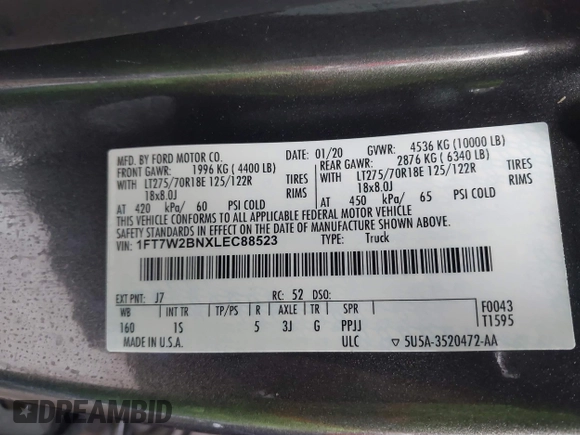 MFD. BY FORD MOTOR CO.
DATE: 01/20 GVWR: 4536 KG (10000 LB)
FRONT GAWR: 1996 KG ( 4400 LB)
REAR GAWR: 2876 KG ( 6340 LB)
WITH LT275/70R18E 125/122R TIRES
WITH LT275/70R18E 125/122R TIRES
18x8.0J RIMS
18x8.0J RIMS
AT 420 kPa/ 60 PSI COLD
AT 450 kPa/ 65 PSI COLD
THIS VEHICLE CONFORMS TO ALL APPLICABLE FEDERAL MOTOR VEHICLE
SAFETY STANDARDS IN EFFECT ON THE DATE OF MANUFACTURE SHOWN ABOVE.
VIN: 1FT7W2BNXLEC88523 TYPE: Truck
EXT PNT: J7 RC: 52 DSO:
WB INT TR TP/PS R AXLE TR SPR F0043
160 1S 5 3J G PPJJ T1595
MADE IN U.S.A. ULC ▽ 5U5A-3520472-AA
DREAMBID